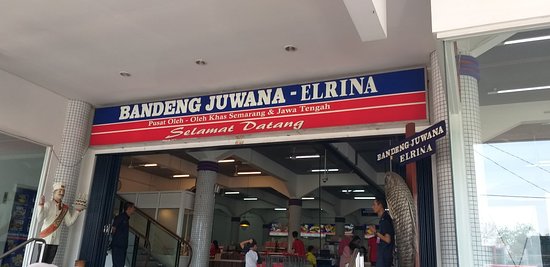 BANDENG JUWANA - ELRINA
Pusat Oleh - Oleh Khas Semarang & Jawa Tengah
Selamat Datang
BANDENG JUWANA
ELRINA